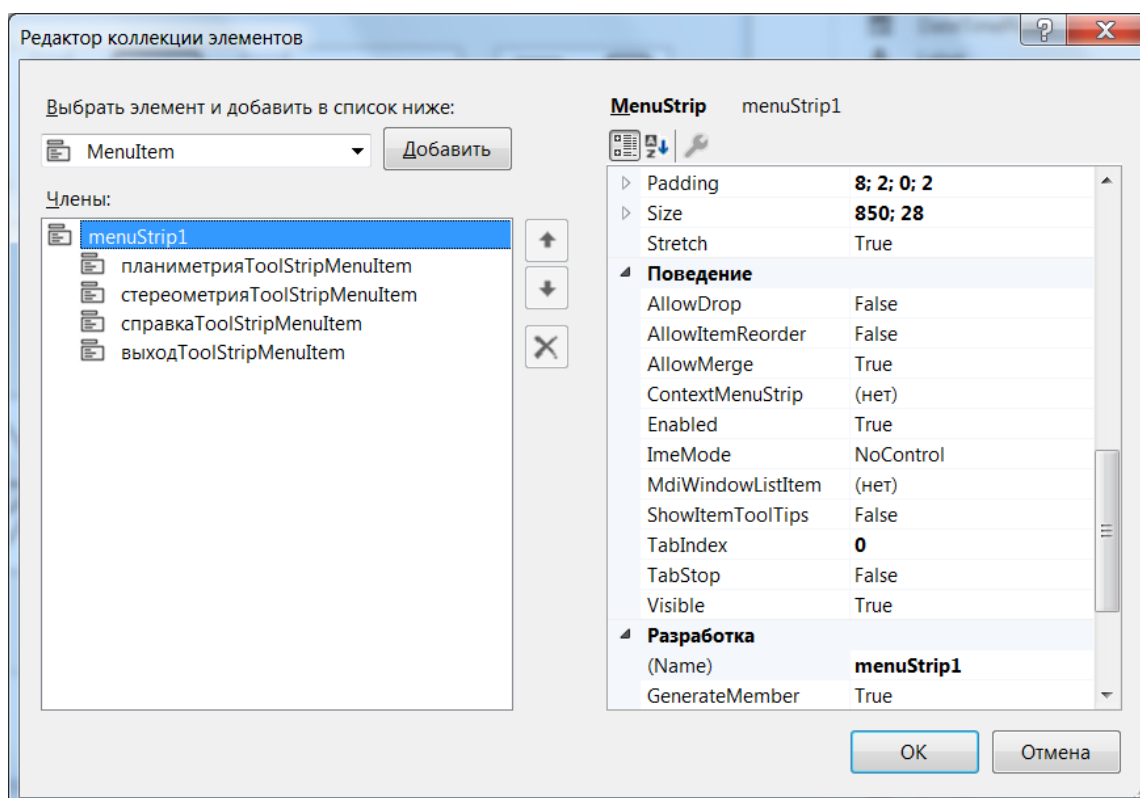 Редактор коллекции элементов
Выбрать элемент и добавить в список ниже:
MenuItem
Добавить
Члены:
menuStrip1
планиметрияToolStripMenuItem
стереометрияToolStripMenuItem
справкаToolStripMenuItem
выходToolStripMenuItem
MenuStrip menuStrip1
Padding 8; 2; 0; 2
Size 850; 28
Stretch True
Поведение
AllowDrop False
AllowItemReorder False
AllowMerge True
ContextMenuStrip (нет)
Enabled True
ImeMode NoControl
MdiWindowListItem (нет)
ShowItemToolTips False
TabIndex 0
TabStop False
Visible True
Разработка
(Name) menuStrip1
GenerateMember True
OK Отмена